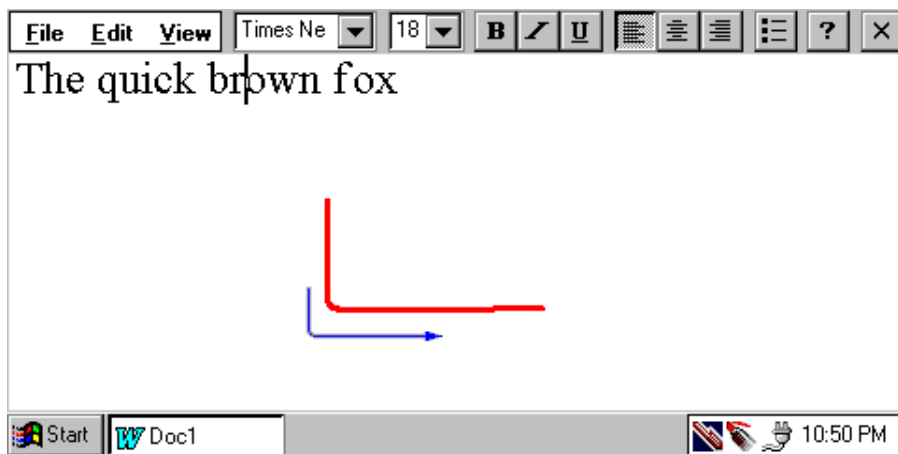 File Edit View Times Ne 18 B I U ? ×
The quick brown fox
Start W Doc1 10:50 PM